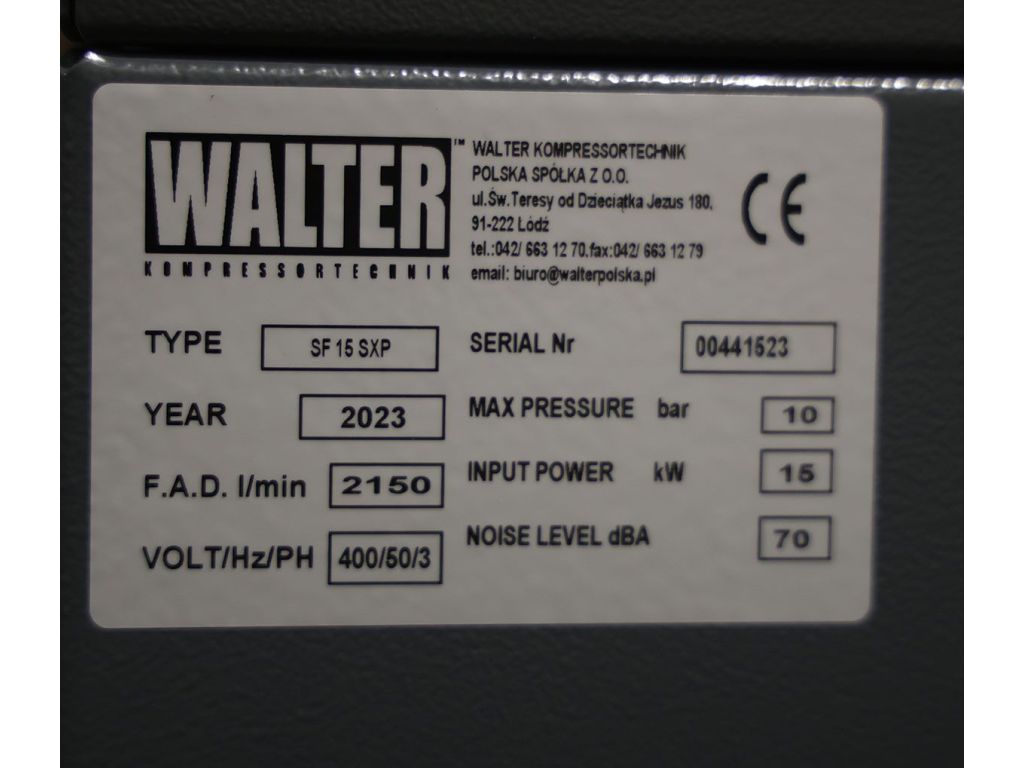 WALTER™
KOMPRESSORTECHNIK
WALTER KOMPRESSORTECHNIK
POLSKA SPÓŁKA Z O.O.
ul.Św.Teresy od Dzieciątka Jezus 180,
91-222 Łódź
tel.:042/ 663 12 70.fax:042/ 663 12 79
email: biuro@walterpolska.pl
CE
TYPE SF 15 SXP
YEAR 2023
F.A.D. l/min 2150
VOLT/Hz/PH 400/50/3
SERIAL Nr 00441523
MAX PRESSURE bar 10
INPUT POWER kW 15
NOISE LEVEL dBA 70